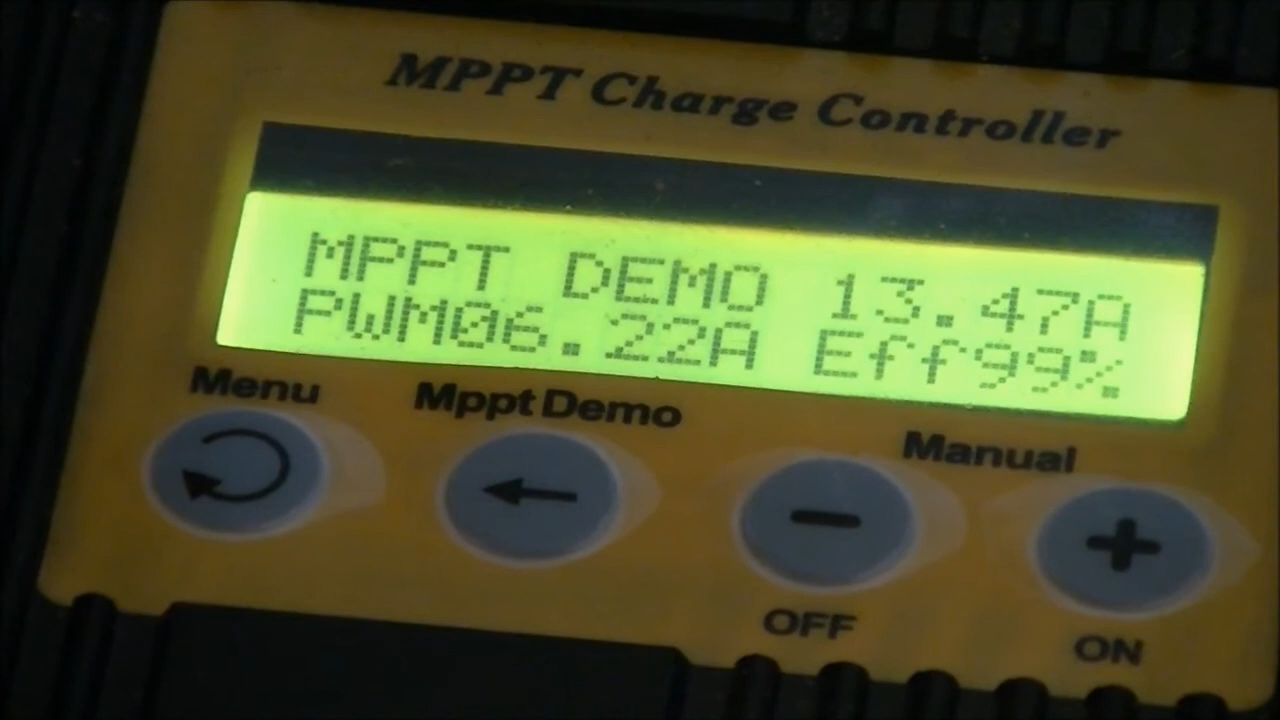 MPPT Charge Controller
MPPT DEMO 13.47A
PWM06.22A Eff99%
Menu
Mppt Demo
Manual
OFF
ON